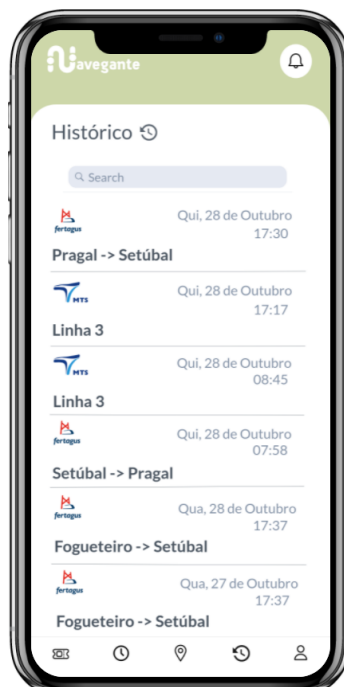 Navegante
Histórico
Search
fertagus
Qui, 28 de Outubro
17:30
Pragal -> Setúbal
MTS
Qui, 28 de Outubro
17:17
Linha 3
MTS
Qui, 28 de Outubro
08:45
Linha 3
fertagus
Qui, 28 de Outubro
07:58
Setúbal -> Pragal
fertagus
Qua, 28 de Outubro
17:37
Fogueteiro -> Setúbal
fertagus
Qua, 27 de Outubro
17:37
Fogueteiro -> Setúbal